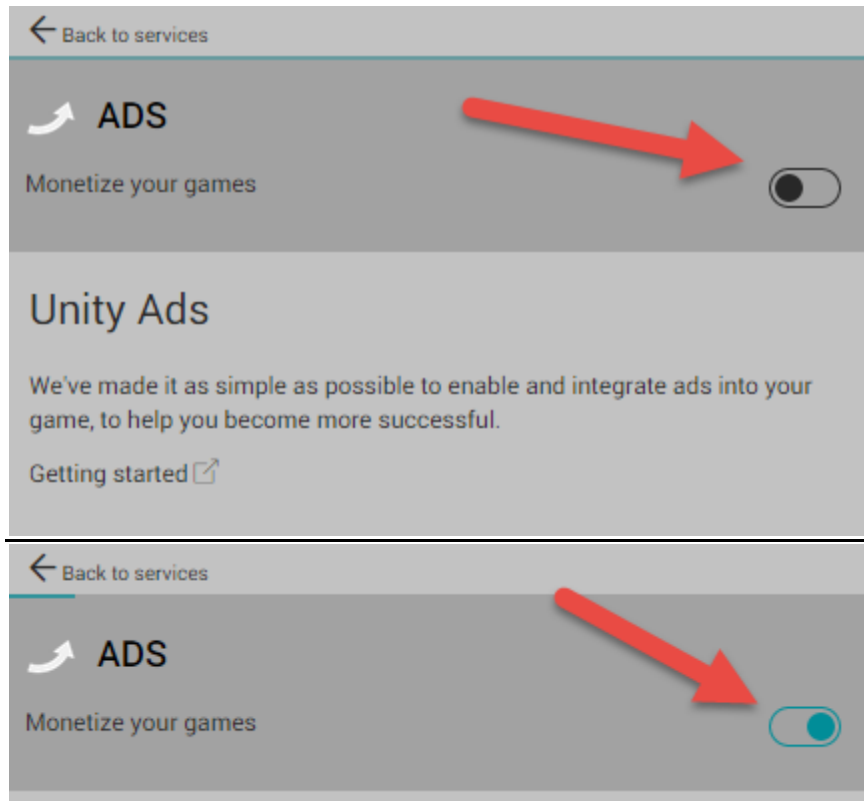 Back to services
ADS
Monetize your games
Unity Ads
We've made it as simple as possible to enable and integrate ads into your
game, to help you become more successful.
Getting started
Back to services
ADS
Monetize your games